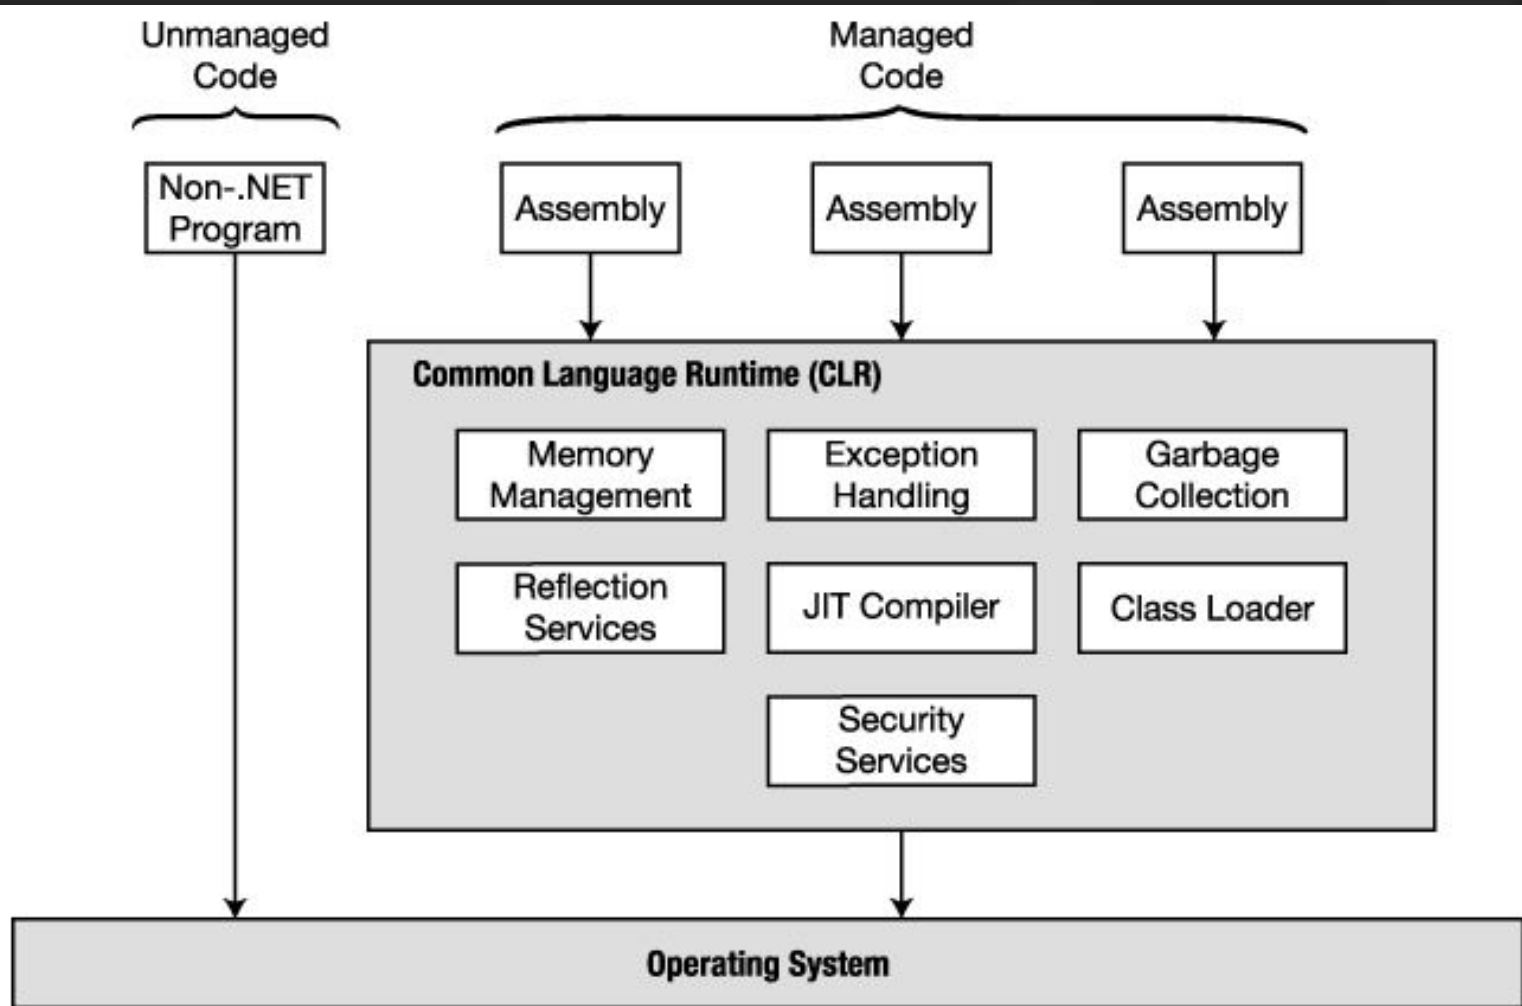 Unmanaged
Code
Managed
Code
Non-.NET
Program
Assembly
Assembly
Assembly
Common Language Runtime (CLR)
Memory
Management
Exception
Handling
Garbage
Collection
Reflection
Services
JIT Compiler
Class Loader
Security
Services
Operating System